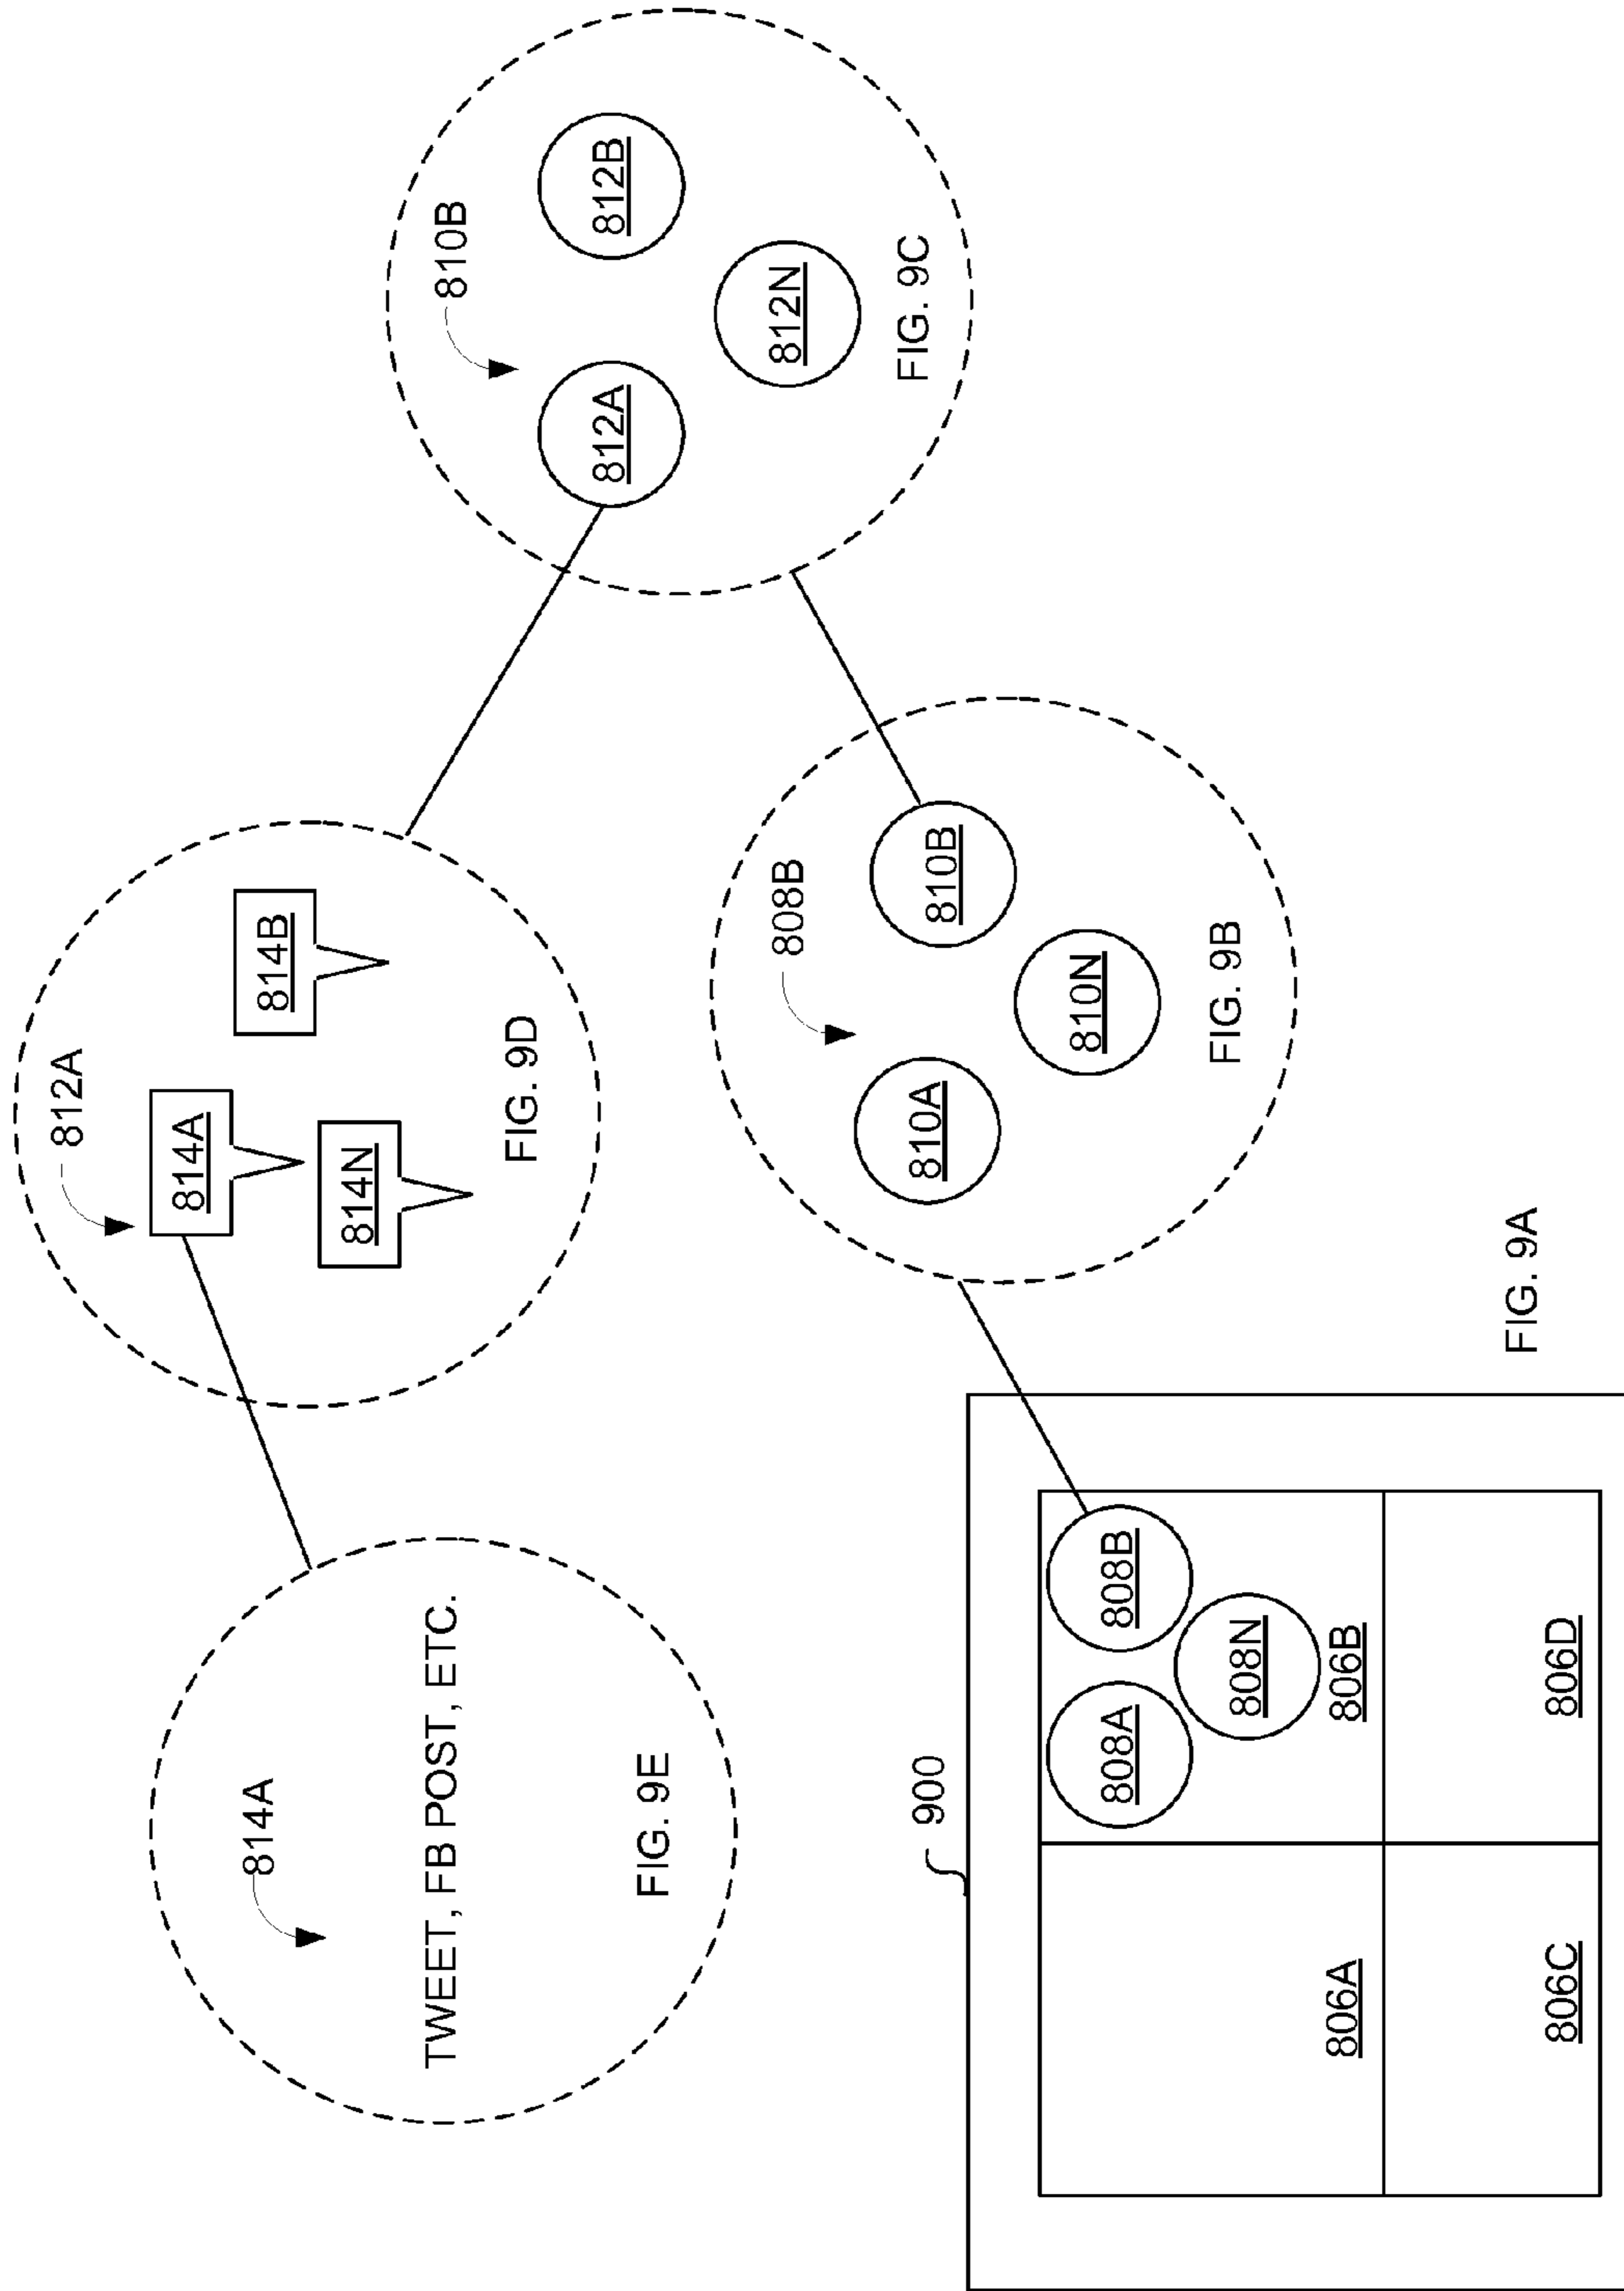 814A
TWEET, FB POST, ETC.
FIG. 9E
812A
814A
814B
814N
FIG. 9D
810B
812A
812B
812N
FIG. 9C
808B
810A
810B
810N
FIG. 9B
900
808A
808B
808N
806A
806B
806C
806D
FIG. 9A